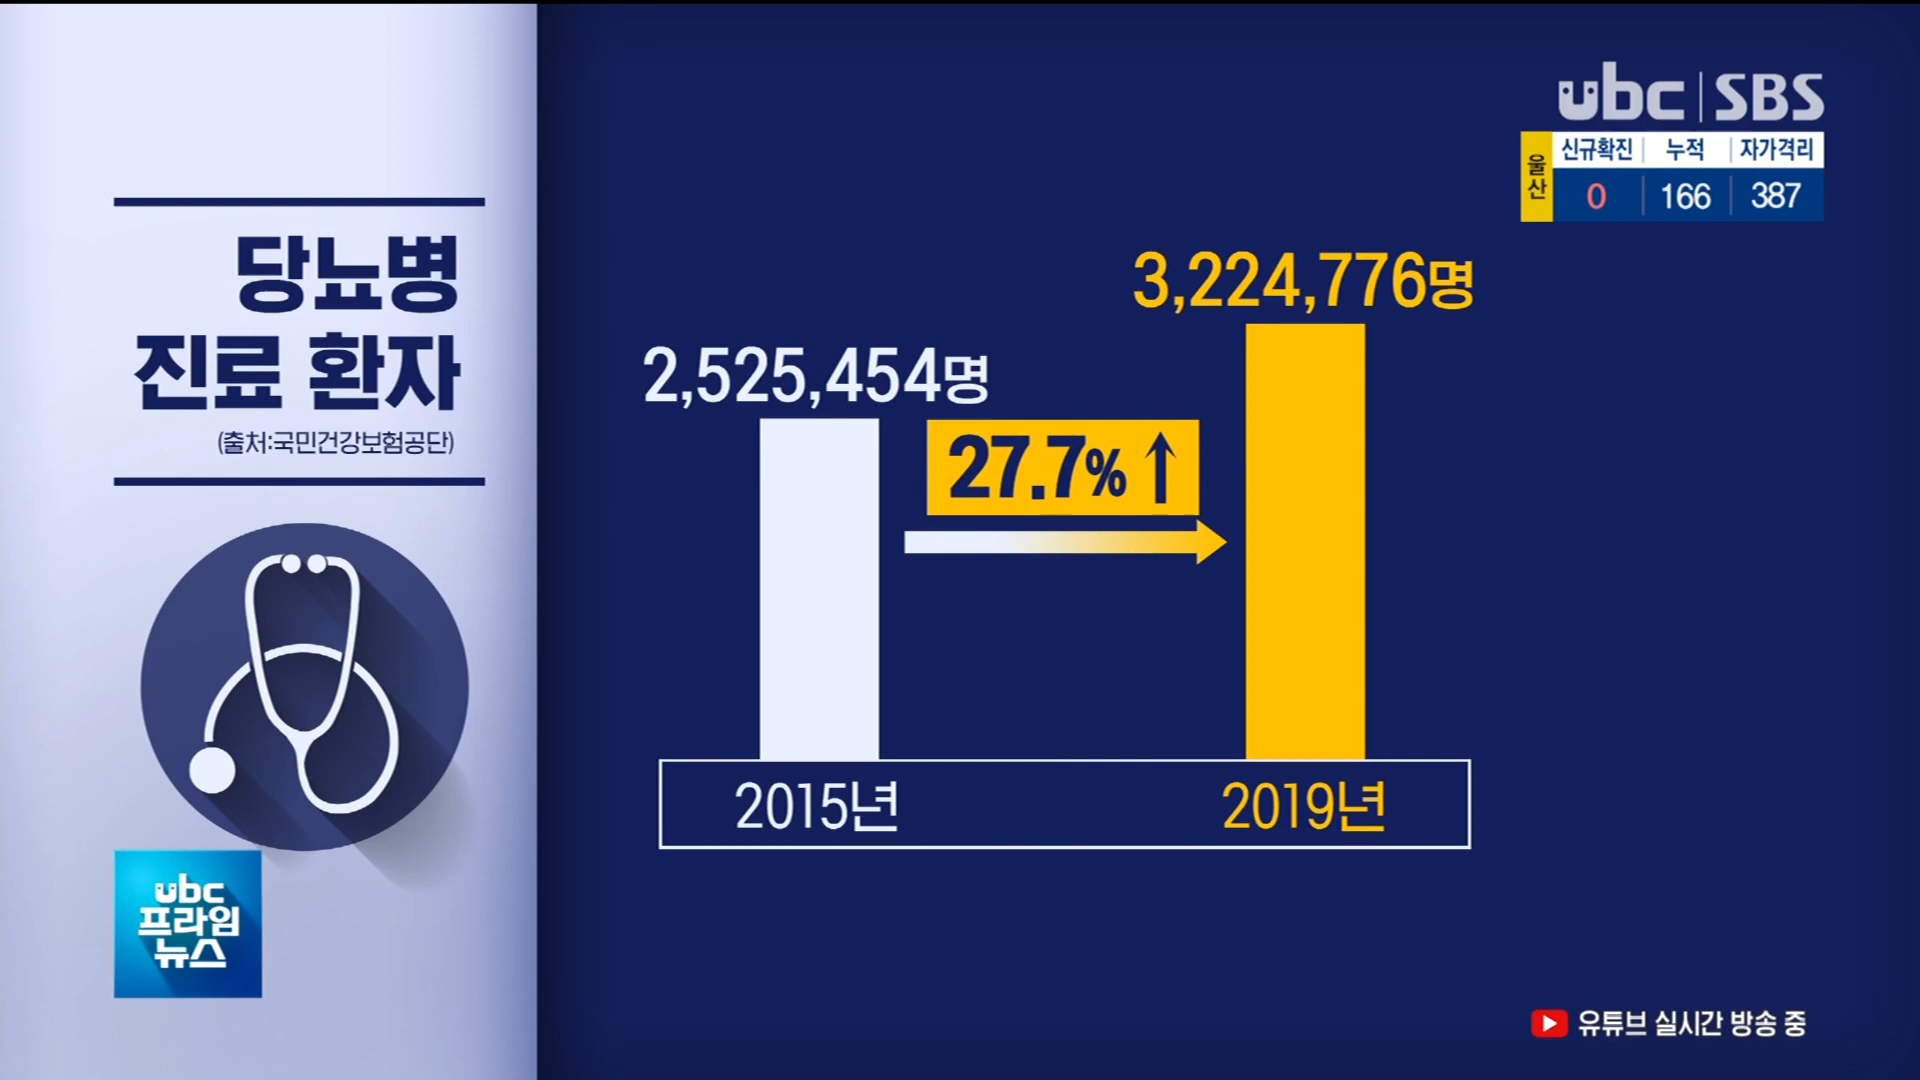 당뇨병
진료 환자
(출처:국민건강보험공단)
ubc
프라임
뉴스
ubc | SBS
울산
신규확진 누적 자가격리
0 166 387
3,224,776명
2,525,454명
27.7% ↑
2015년 2019년
유튜브 실시간 방송 중